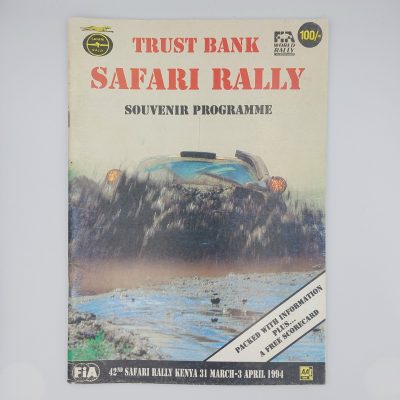 TRUST BANK
SAFARI RALLY
SOUVENIR PROGRAMME
FIA
WORLD
RALLY
100/-
PACKED WITH INFORMATION
PLUS...
A FREE SCORECARD
FIA
42ND SAFARI RALLY KENYA 31 MARCH-3 APRIL 1994
AA